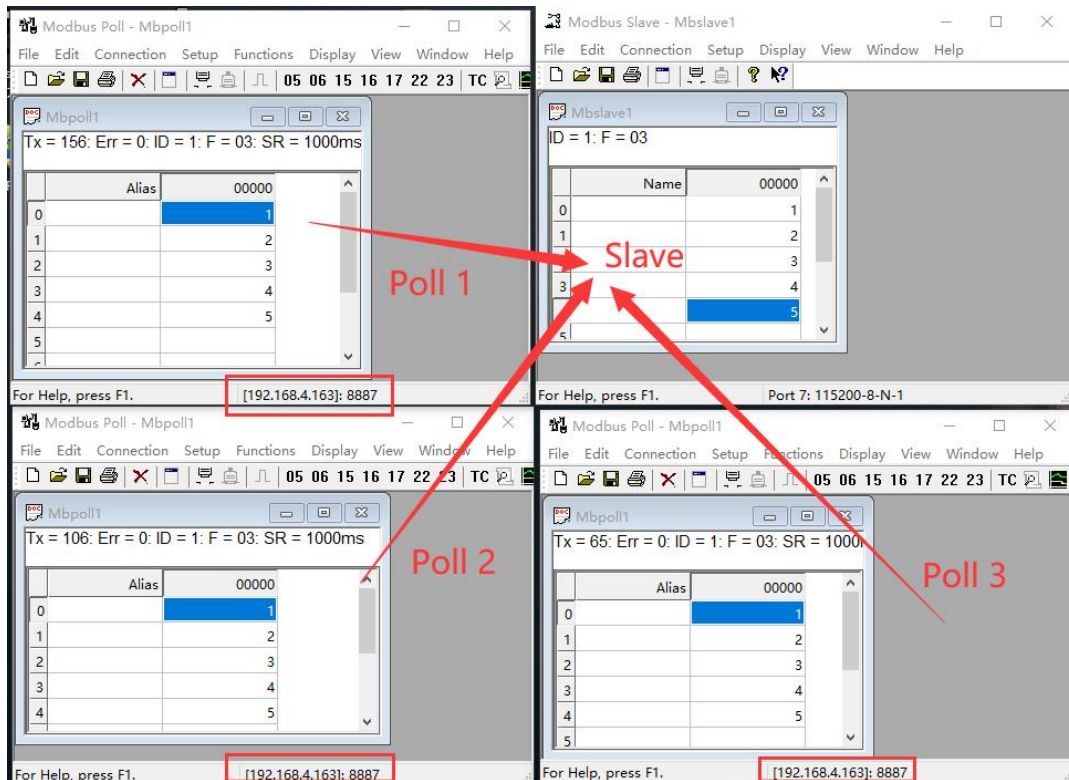 Modbus Poll - Mbpoll1
File Edit Connection Setup Functions Display View Window Help
05 06 15 16 17 22 23 TC
Mbpoll1
Tx = 156: Err = 0: ID = 1: F = 03: SR = 1000ms
Alias 00000
0 1
1 2
2 3
3 4
4 5
5
Poll 1
For Help, press F1. [192.168.4.163]: 8887
Modbus Slave - Mbslave1
File Edit Connection Setup Display View Window Help
Mbslave1
ID = 1: F = 03
Name 00000
0 1
1 2
3
3 4
5
5
Slave
For Help, press F1. Port 7: 115200-8-N-1
Modbus Poll - Mbpoll1
File Edit Connection Setup Functions Display View Window Help
05 06 15 16 17 22 23 TC
Mbpoll1
Tx = 106: Err = 0: ID = 1: F = 03: SR = 1000ms
Alias 00000
0 1
1 2
2 3
3 4
4 5
Poll 2
For Help, press F1. [192.168.4.163]: 8887
Modbus Poll - Mbpoll1
File Edit Connection Setup Functions Display View Window Help
05 06 15 16 17 22 23 TC
Mbpoll1
Tx = 65: Err = 0: ID = 1: F = 03: SR = 1000
Alias 00000
0 1
1 2
2 3
3 4
4 5
5
Poll 3
For Help, press F1. [192.168.4.163]: 8887